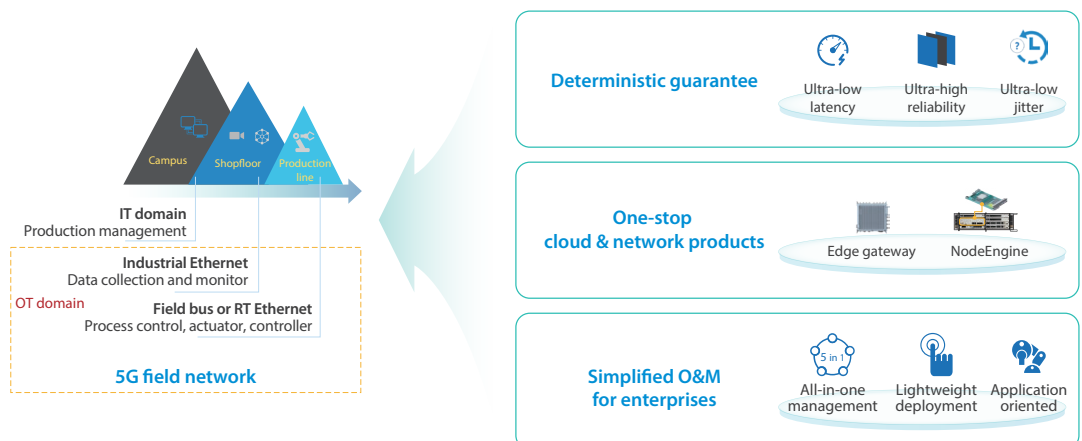 Campus
Shopfloor
Production
line
IT domain
Production management
Industrial Ethernet
Data collection and monitor
OT domain
Field bus or RT Ethernet
Process control, actuator, controller
5G field network
Deterministic guarantee
?
Ultra-low
latency
Ultra-high
reliability
Ultra-low
jitter
One-stop
cloud & network products
Edge gateway
NodeEngine
Simplified O&M
for enterprises
5 in 1
All-in-one
management
Lightweight
deployment
Application
oriented